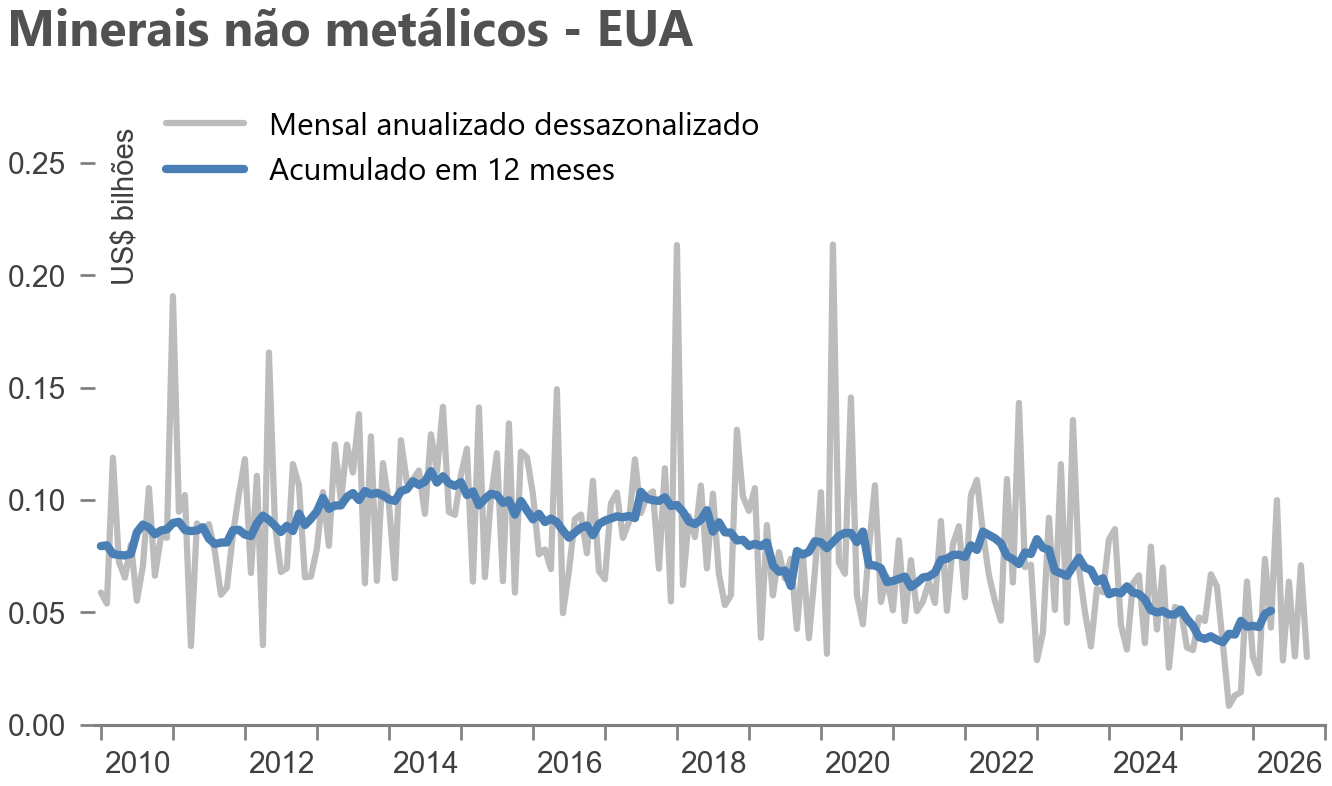 Minerais não metálicos - EUA
Mensal anualizado dessazonalizado
Acumulado em 12 meses
US$ bilhões
0.25
0.20
0.15
0.10
0.05
0.00
2010 2012 2014 2016 2018 2020 2022 2024 2026